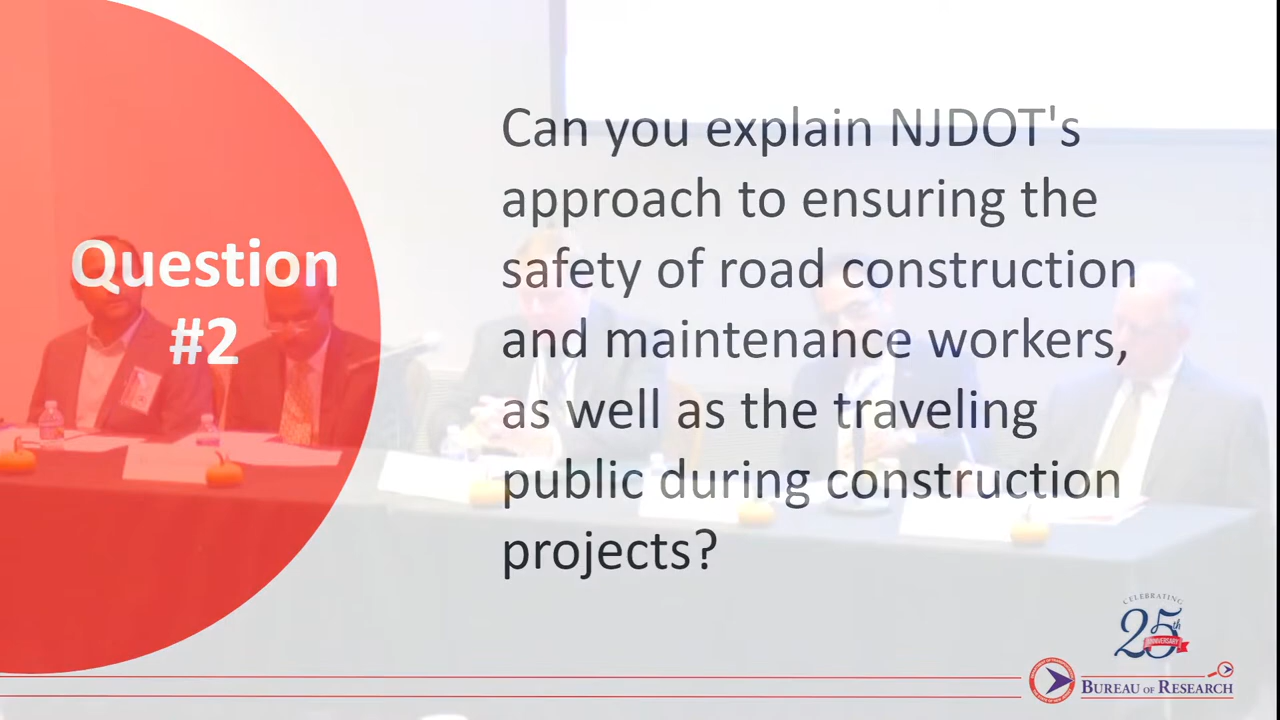 Question
#2
Can you explain NJDOT's
approach to ensuring the
safety of road construction
and maintenance workers,
as well as the traveling
public during construction
projects?
CELEBRATING
25th
ANNIVERSARY
BUREAU OF RESEARCH